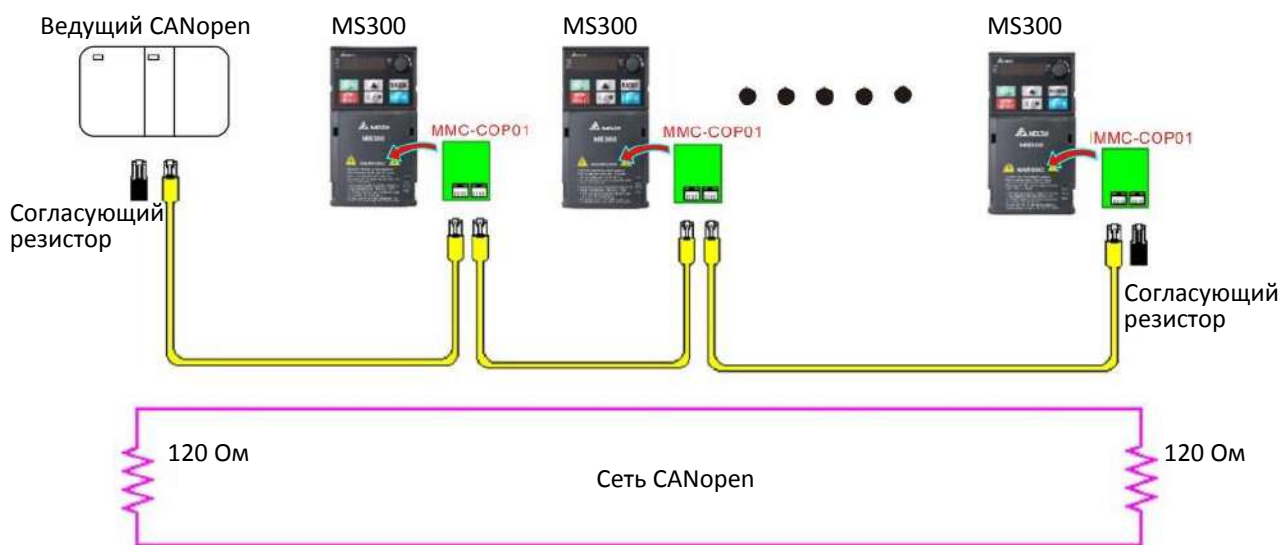 Ведущий CANopen
MS300
MS300
MS300
MMC-COP01
MMC-COP01
MMC-COP01
Согласующий
резистор
Согласующий
резистор
120 Ом
Сеть CANopen
120 Ом